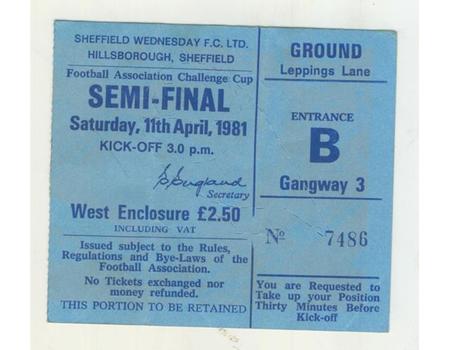 SHEFFIELD WEDNESDAY F.C. LTD.
HILLSBOROUGH, SHEFFIELD
Football Association Challenge Cup
SEMI-FINAL
Saturday, 11th April, 1981
KICK-OFF 3.0 p.m.
Secretary
West Enclosure £2.50
INCLUDING VAT
Issued subject to the Rules,
Regulations and Bye-Laws of the
Football Association.
No Tickets exchanged nor
money refunded.
THIS PORTION TO BE RETAINED
GROUND
Leppings Lane
ENTRANCE
B
Gangway 3
No 7486
You are Requested to
Take up your Position
Thirty Minutes Before
Kick-off